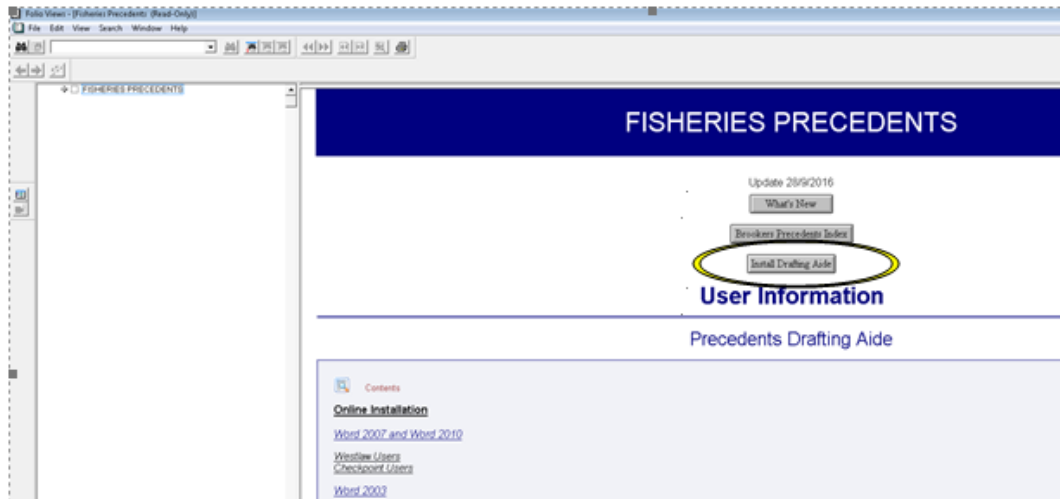 Folio Views - [Fisheries Precedents (Read-Only)]
File Edit View Search Window Help
FISHERIES PRECEDENTS
FISHERIES PRECEDENTS
Update 28/9/2016
What's New
Brookers Precedents Index
Install Drafting Aide
User Information
Precedents Drafting Aide
Contents
Online Installation
Word 2007 and Word 2010
Westlaw Users
Checkpoint Users
Word 2003